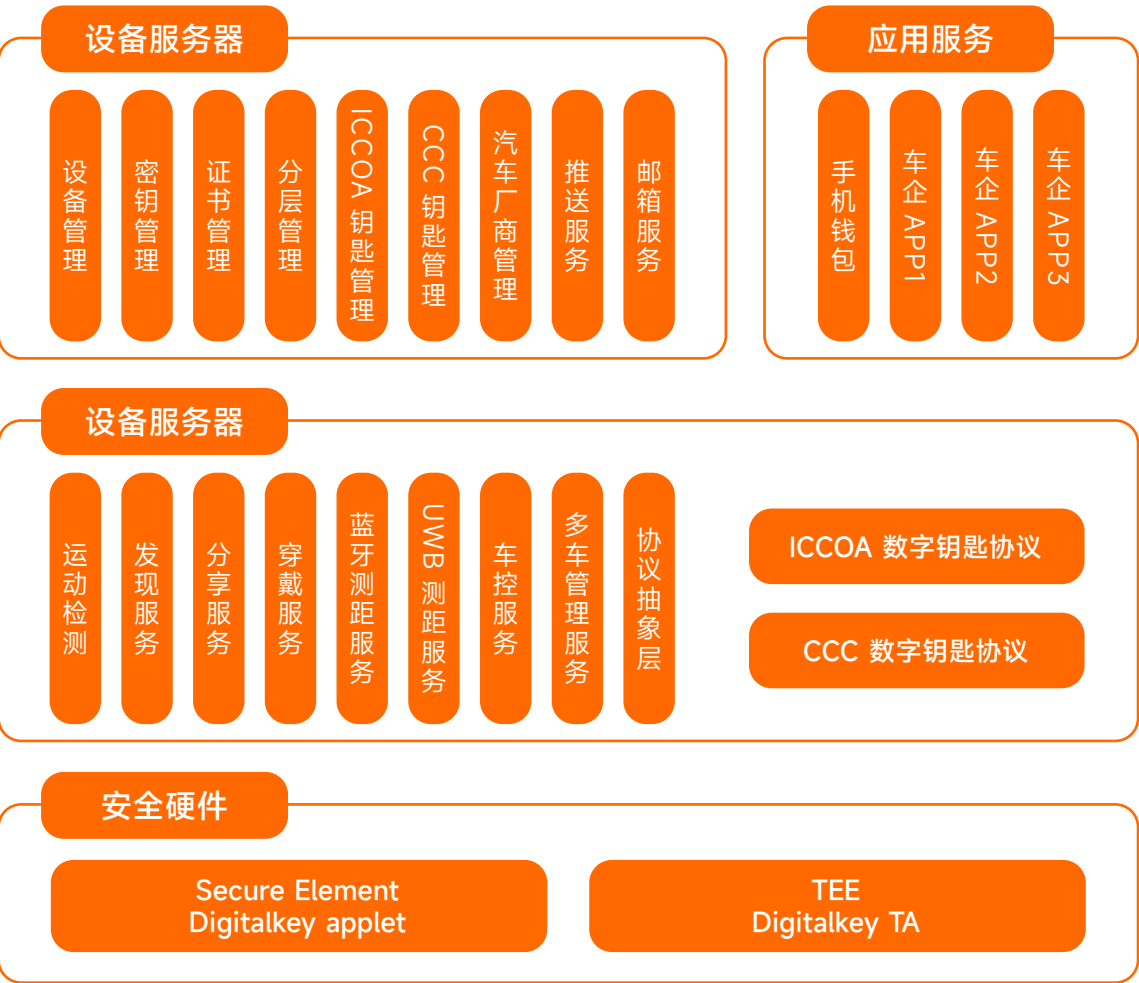 设备服务器
设备管理
密钥管理
证书管理
分层管理
ICCOA 钥匙管理
CCC 钥匙管理
汽车厂商管理
推送服务
邮箱服务
应用服务
手机钱包
车企 APP1
车企 APP2
车企 APP3
设备服务器
运动检测
发现服务
分享服务
穿戴服务
蓝牙测距服务
UWB 测距服务
车控服务
多车管理服务
协议抽象层
ICCOA 数字钥匙协议
CCC 数字钥匙协议
安全硬件
Secure Element
Digitalkey applet
TEE
Digitalkey TA